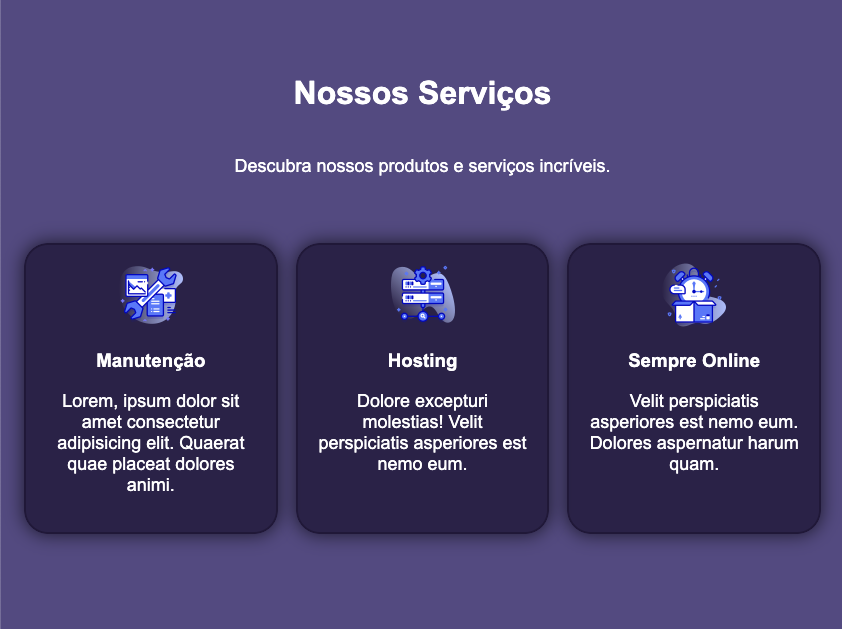 Nossos Serviços
Descubra nossos produtos e serviços incríveis.
Manutenção
Lorem, ipsum dolor sit
amet consectetur
adipisicing elit. Quaerat
quae placeat dolores
animi.
Hosting
Dolore excepturi
molestias! Velit
perspiciatis asperiores est
nemo eum.
Sempre Online
Velit perspiciatis
asperiores est nemo eum.
Dolores aspernatur harum
quam.